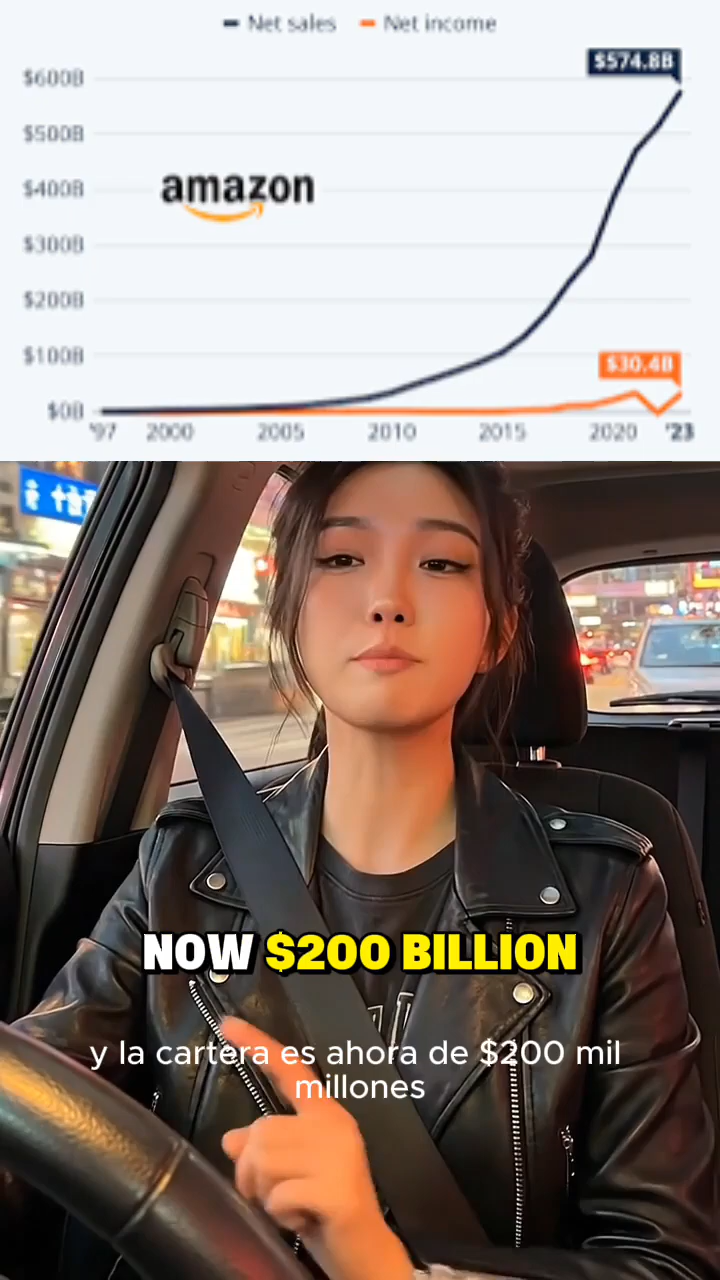 Net sales Net income
$574.8B
$600B
$500B
$400B
amazon
$300B
$200B
$100B
$30.4B
$0B
'97 2000 2005 2010 2015 2020 '23
NOW $200 BILLION
y la cartera es ahora de $200 mil
millones